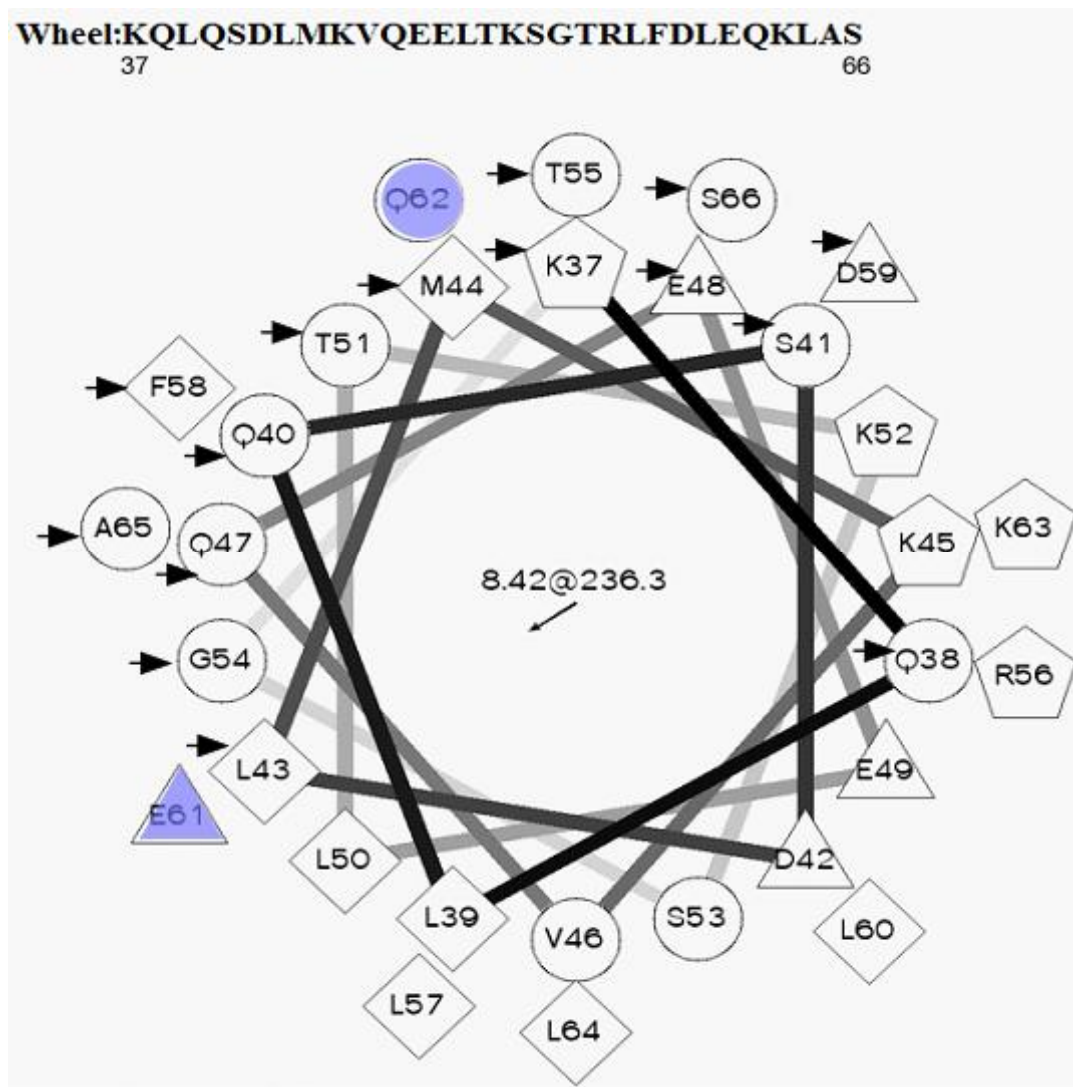 Wheel:KQLQSDLMKVQEELTKSGTRLFDLEQKLAS
37 66
T55
Q62 S66
K37
D59
M44 E48
T51 S41
F58
Q40 K52
A65 K63
Q47 K45
8.42@236.3
G54 Q38
R56
L43 E49
E61
L50 D42
L39 S53
V46 L60
L57
L64